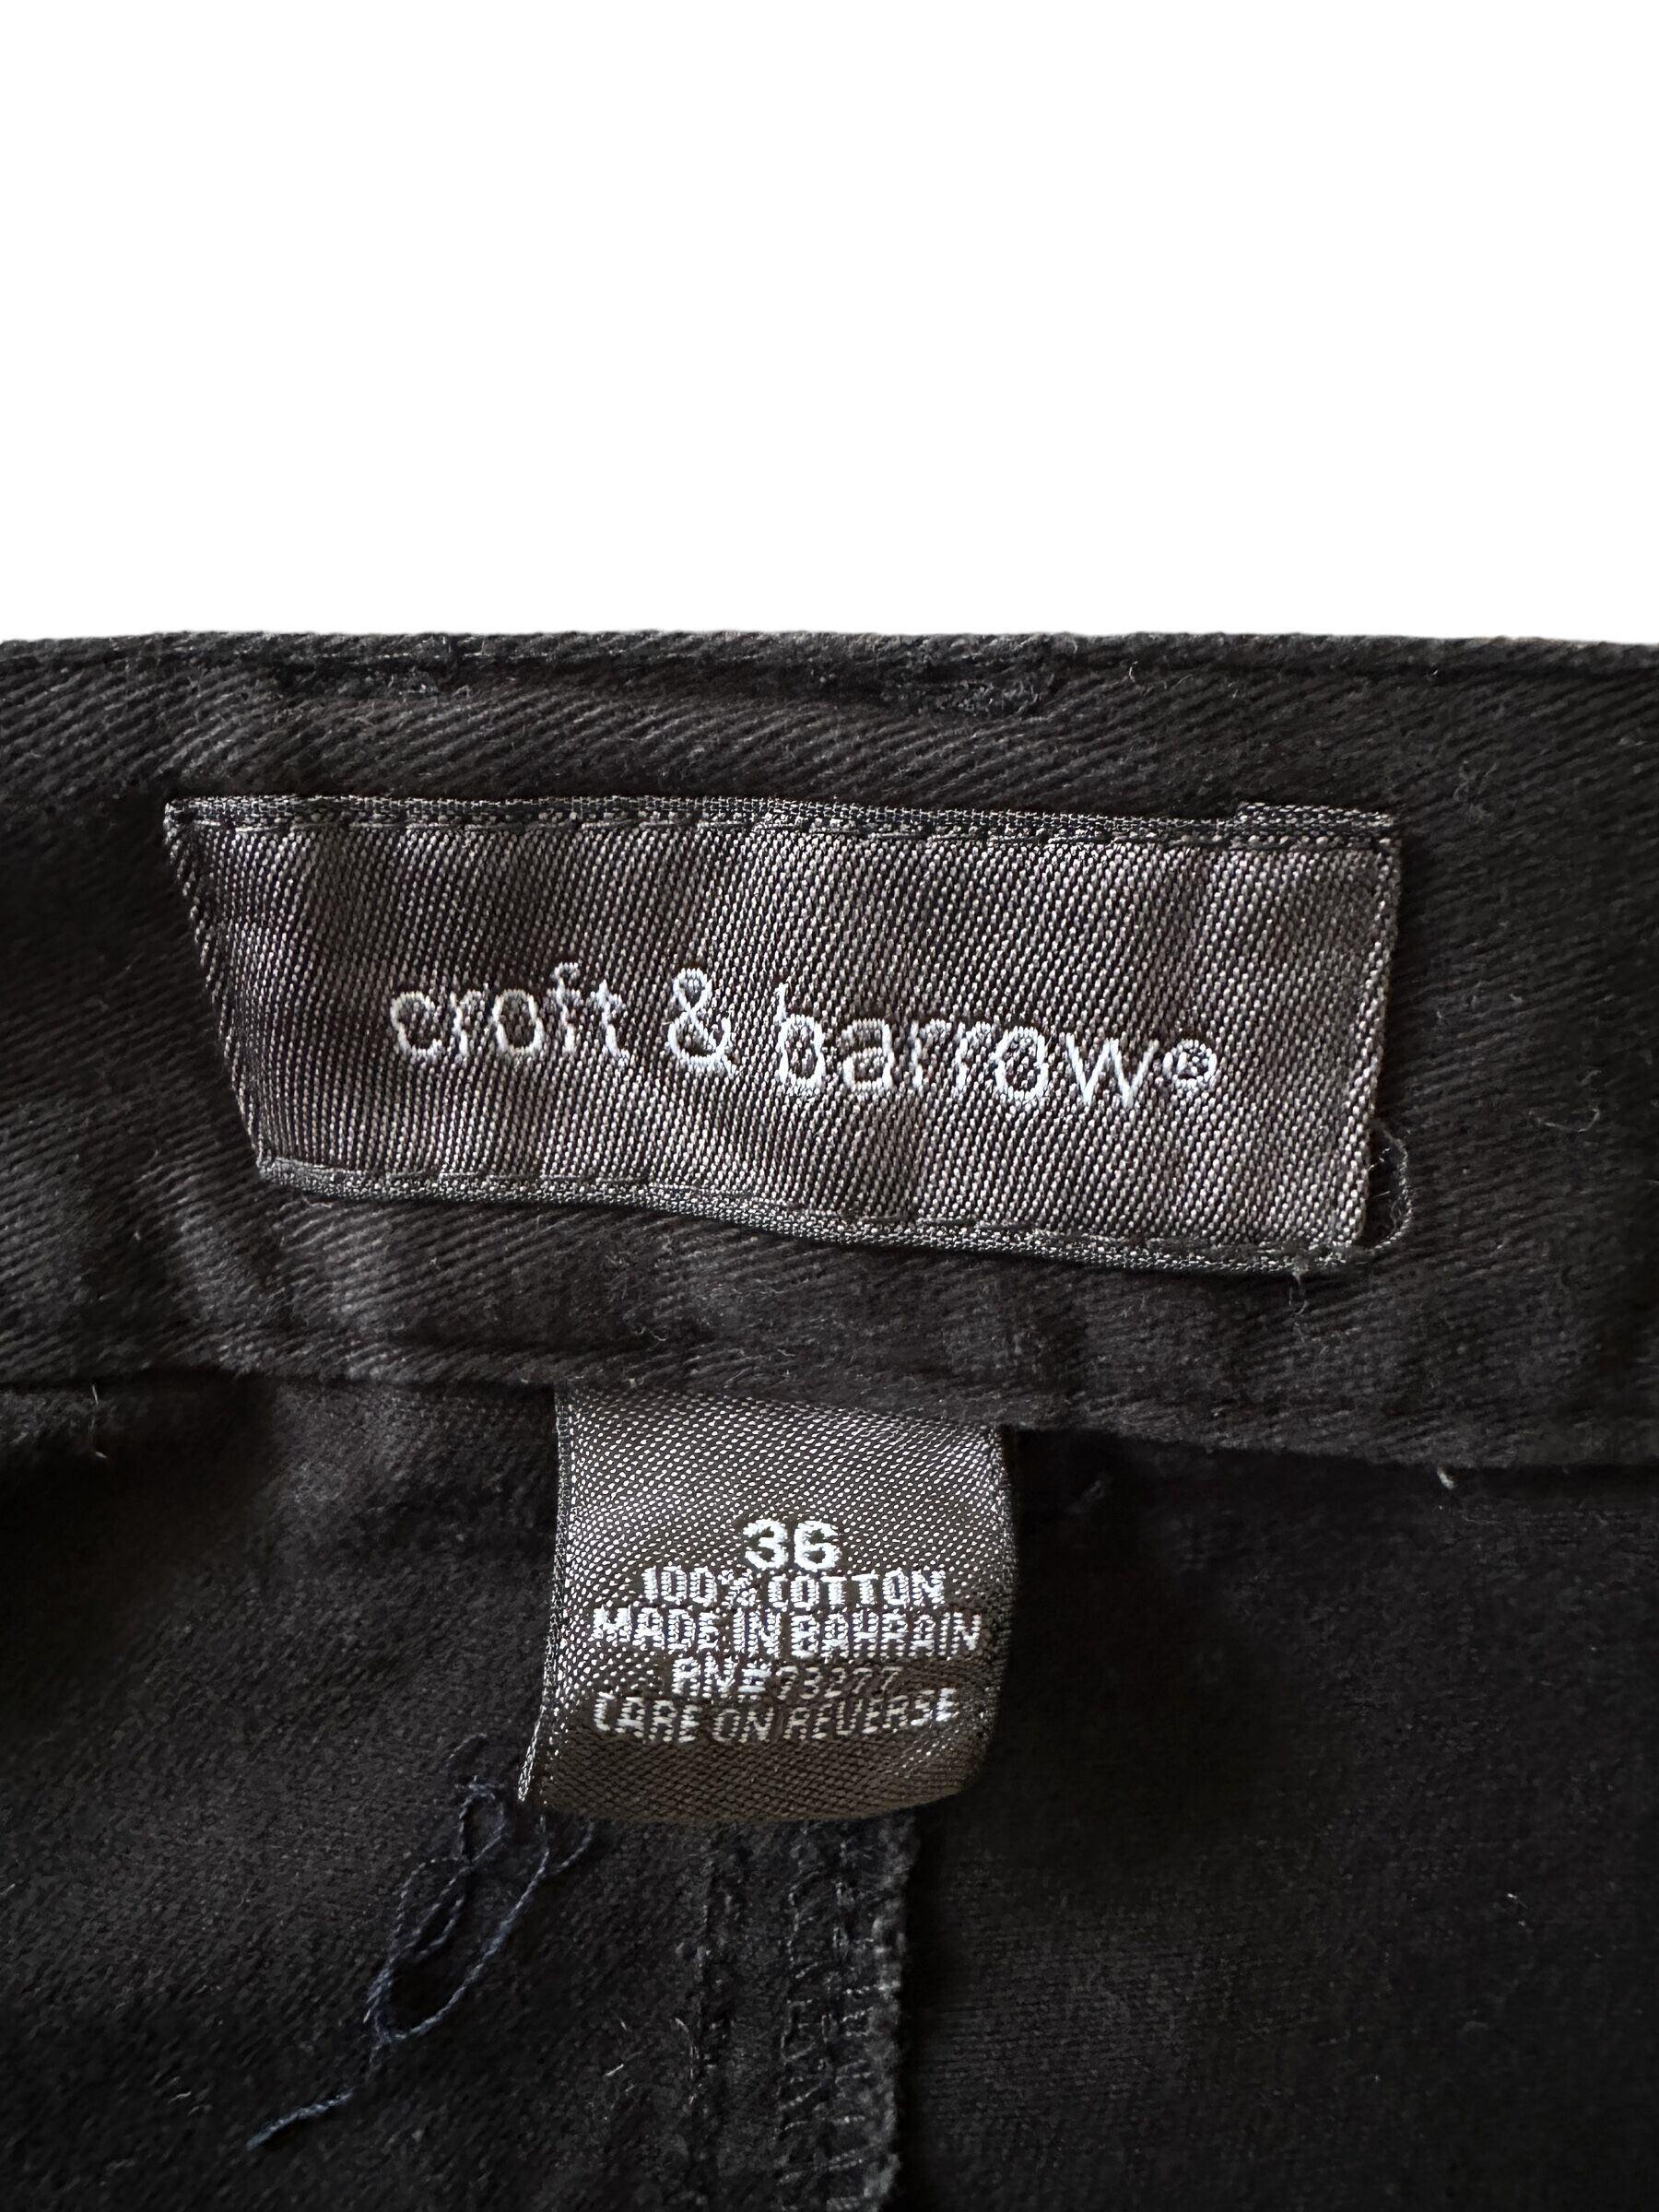 croft & barrow®
36
100% COTTON
MADE IN BAHRAIN
RN#73277
CARE ON REVERSE